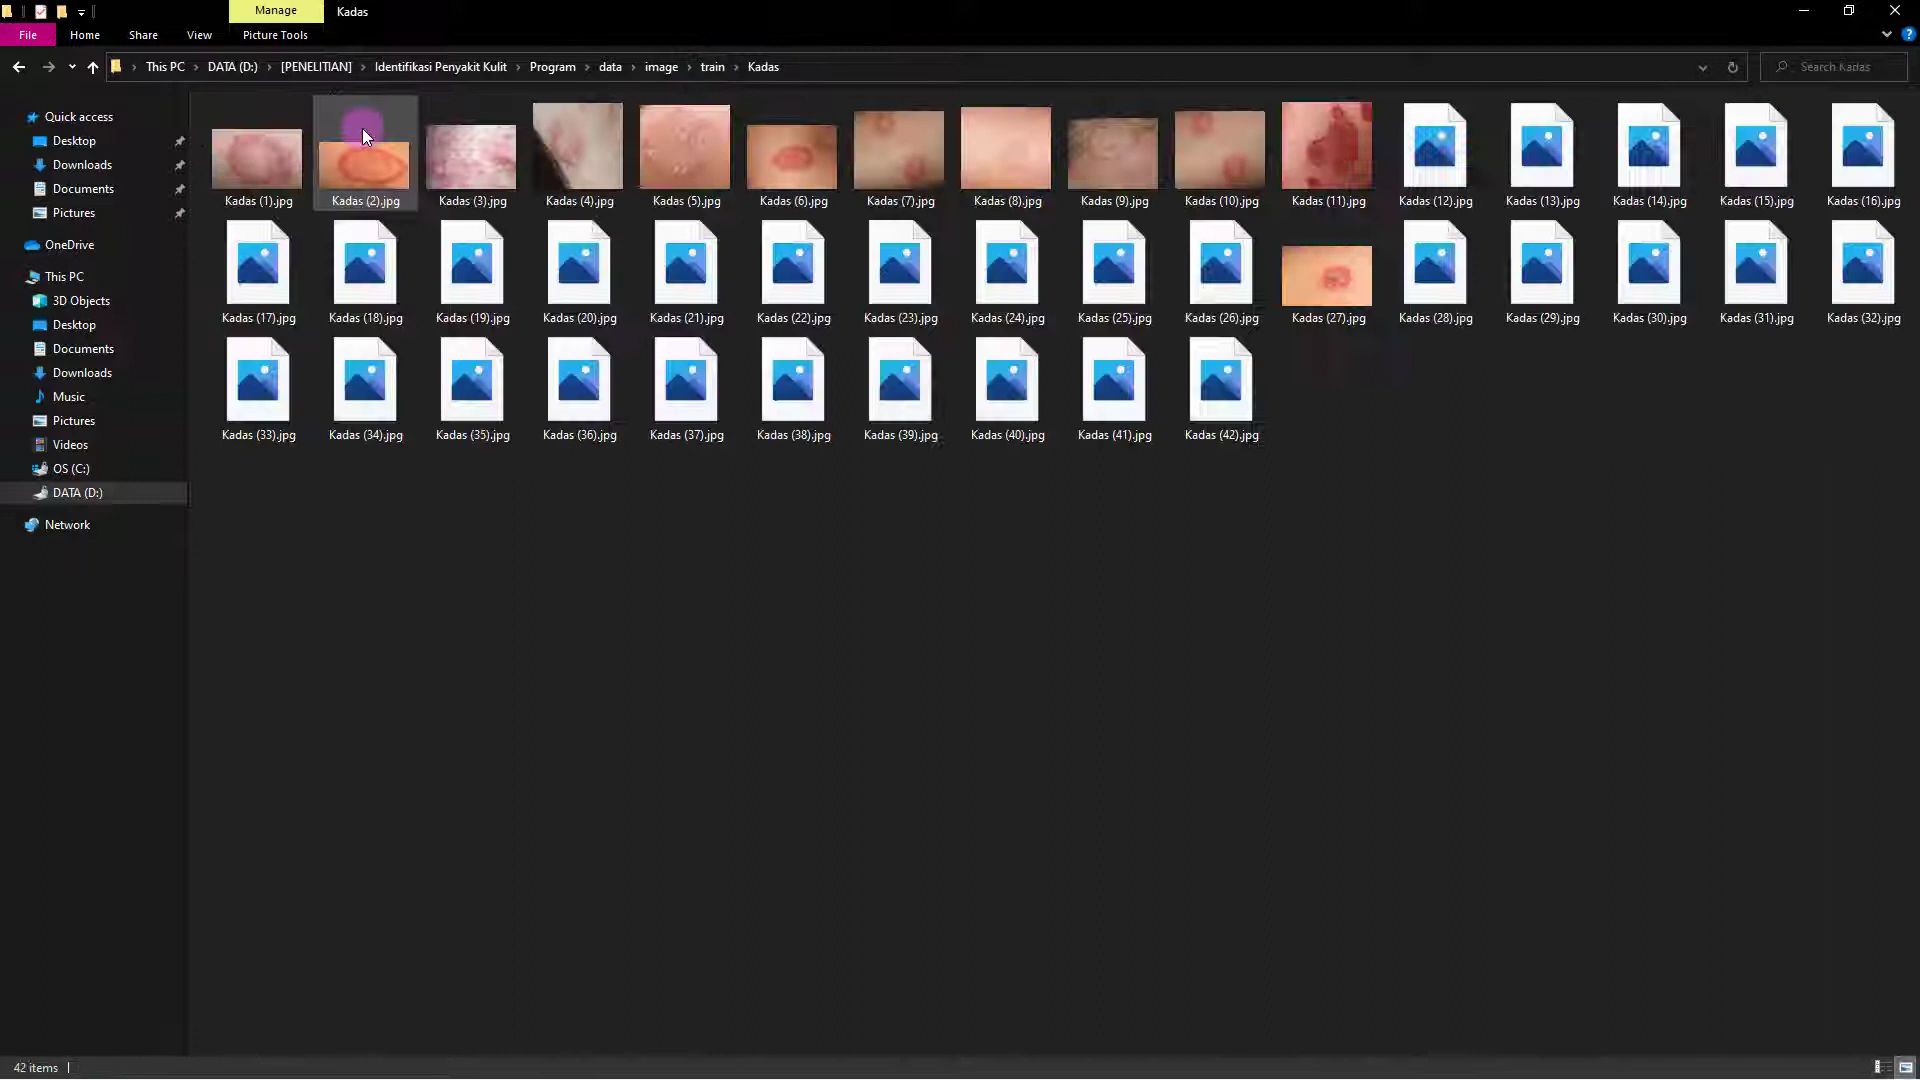 Manage
Kadas
File
Home
Share
View
Picture Tools
This PC
DATA (D:)
[PENELITIAN]
Identifikasi Penyakit Kulit
Program
data
image
train
Kadas
Search Kadas
Quick access
Desktop
Downloads
Documents
Pictures
OneDrive
This PC
3D Objects
Desktop
Documents
Downloads
Music
Pictures
Videos
OS (C:)
DATA (D:)
Network
Kadas (1).jpg
Kadas (2).jpg
Kadas (3).jpg
Kadas (4).jpg
Kadas (5).jpg
Kadas (6).jpg
Kadas (7).jpg
Kadas (8).jpg
Kadas (9).jpg
Kadas (10).jpg
Kadas (11).jpg
Kadas (12).jpg
Kadas (13).jpg
Kadas (14).jpg
Kadas (15).jpg
Kadas (16).jpg
Kadas (17).jpg
Kadas (18).jpg
Kadas (19).jpg
Kadas (20).jpg
Kadas (21).jpg
Kadas (22).jpg
Kadas (23).jpg
Kadas (24).jpg
Kadas (25).jpg
Kadas (26).jpg
Kadas (27).jpg
Kadas (28).jpg
Kadas (29).jpg
Kadas (30).jpg
Kadas (31).jpg
Kadas (32).jpg
Kadas (33).jpg
Kadas (34).jpg
Kadas (35).jpg
Kadas (36).jpg
Kadas (37).jpg
Kadas (38).jpg
Kadas (39).jpg
Kadas (40).jpg
Kadas (41).jpg
Kadas (42).jpg
42 items